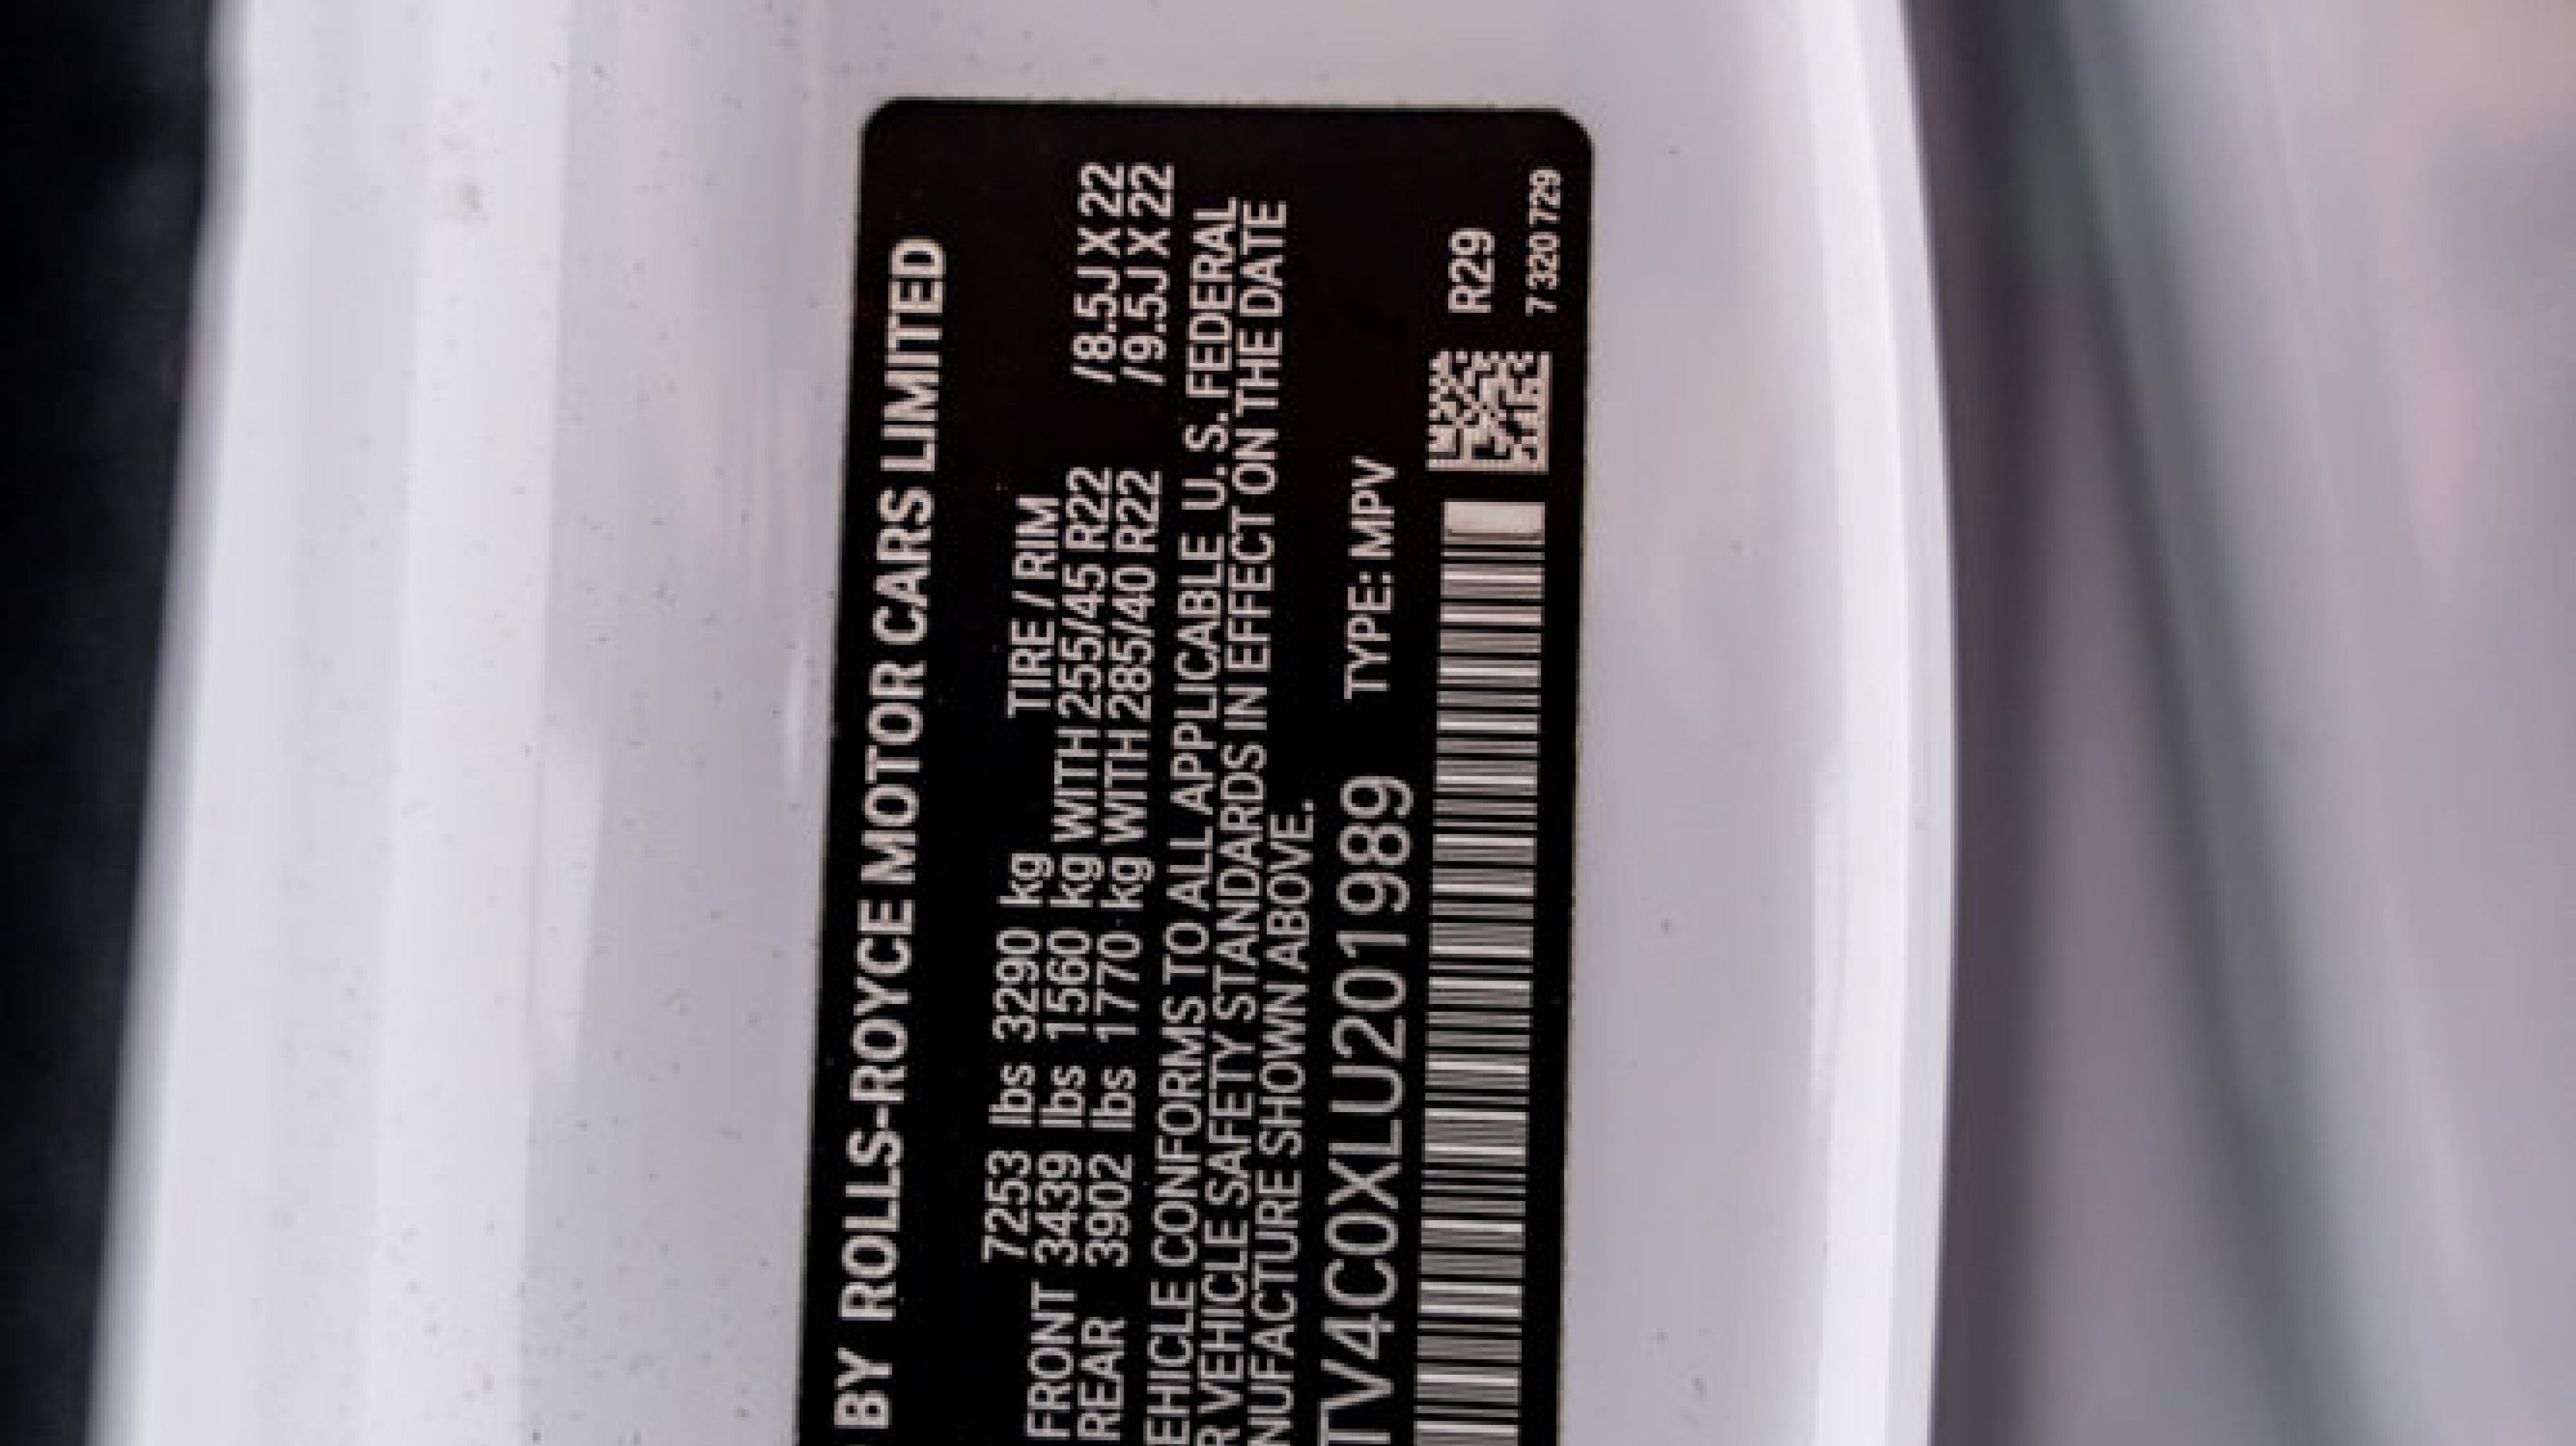 BY ROLLS-ROYCE MOTOR CARS LIMITED
7253 lbs 3290 kg TIRE / RIM
FRONT 3439 lbs 1560 kg WITH 255/45 R22 /8.5J X 22
REAR 3902 lbs 1770 kg WITH 285/40 R22 /9.5J X 22
EHICLE CONFORMS TO ALL APPLICABLE U. S. FEDERAL
R VEHICLE SAFETY STANDARDS IN EFFECT ON THE DATE
NUFACTURE SHOWN ABOVE.
TV4C0XLU201989 TYPE: MPV
R29
7 320 729